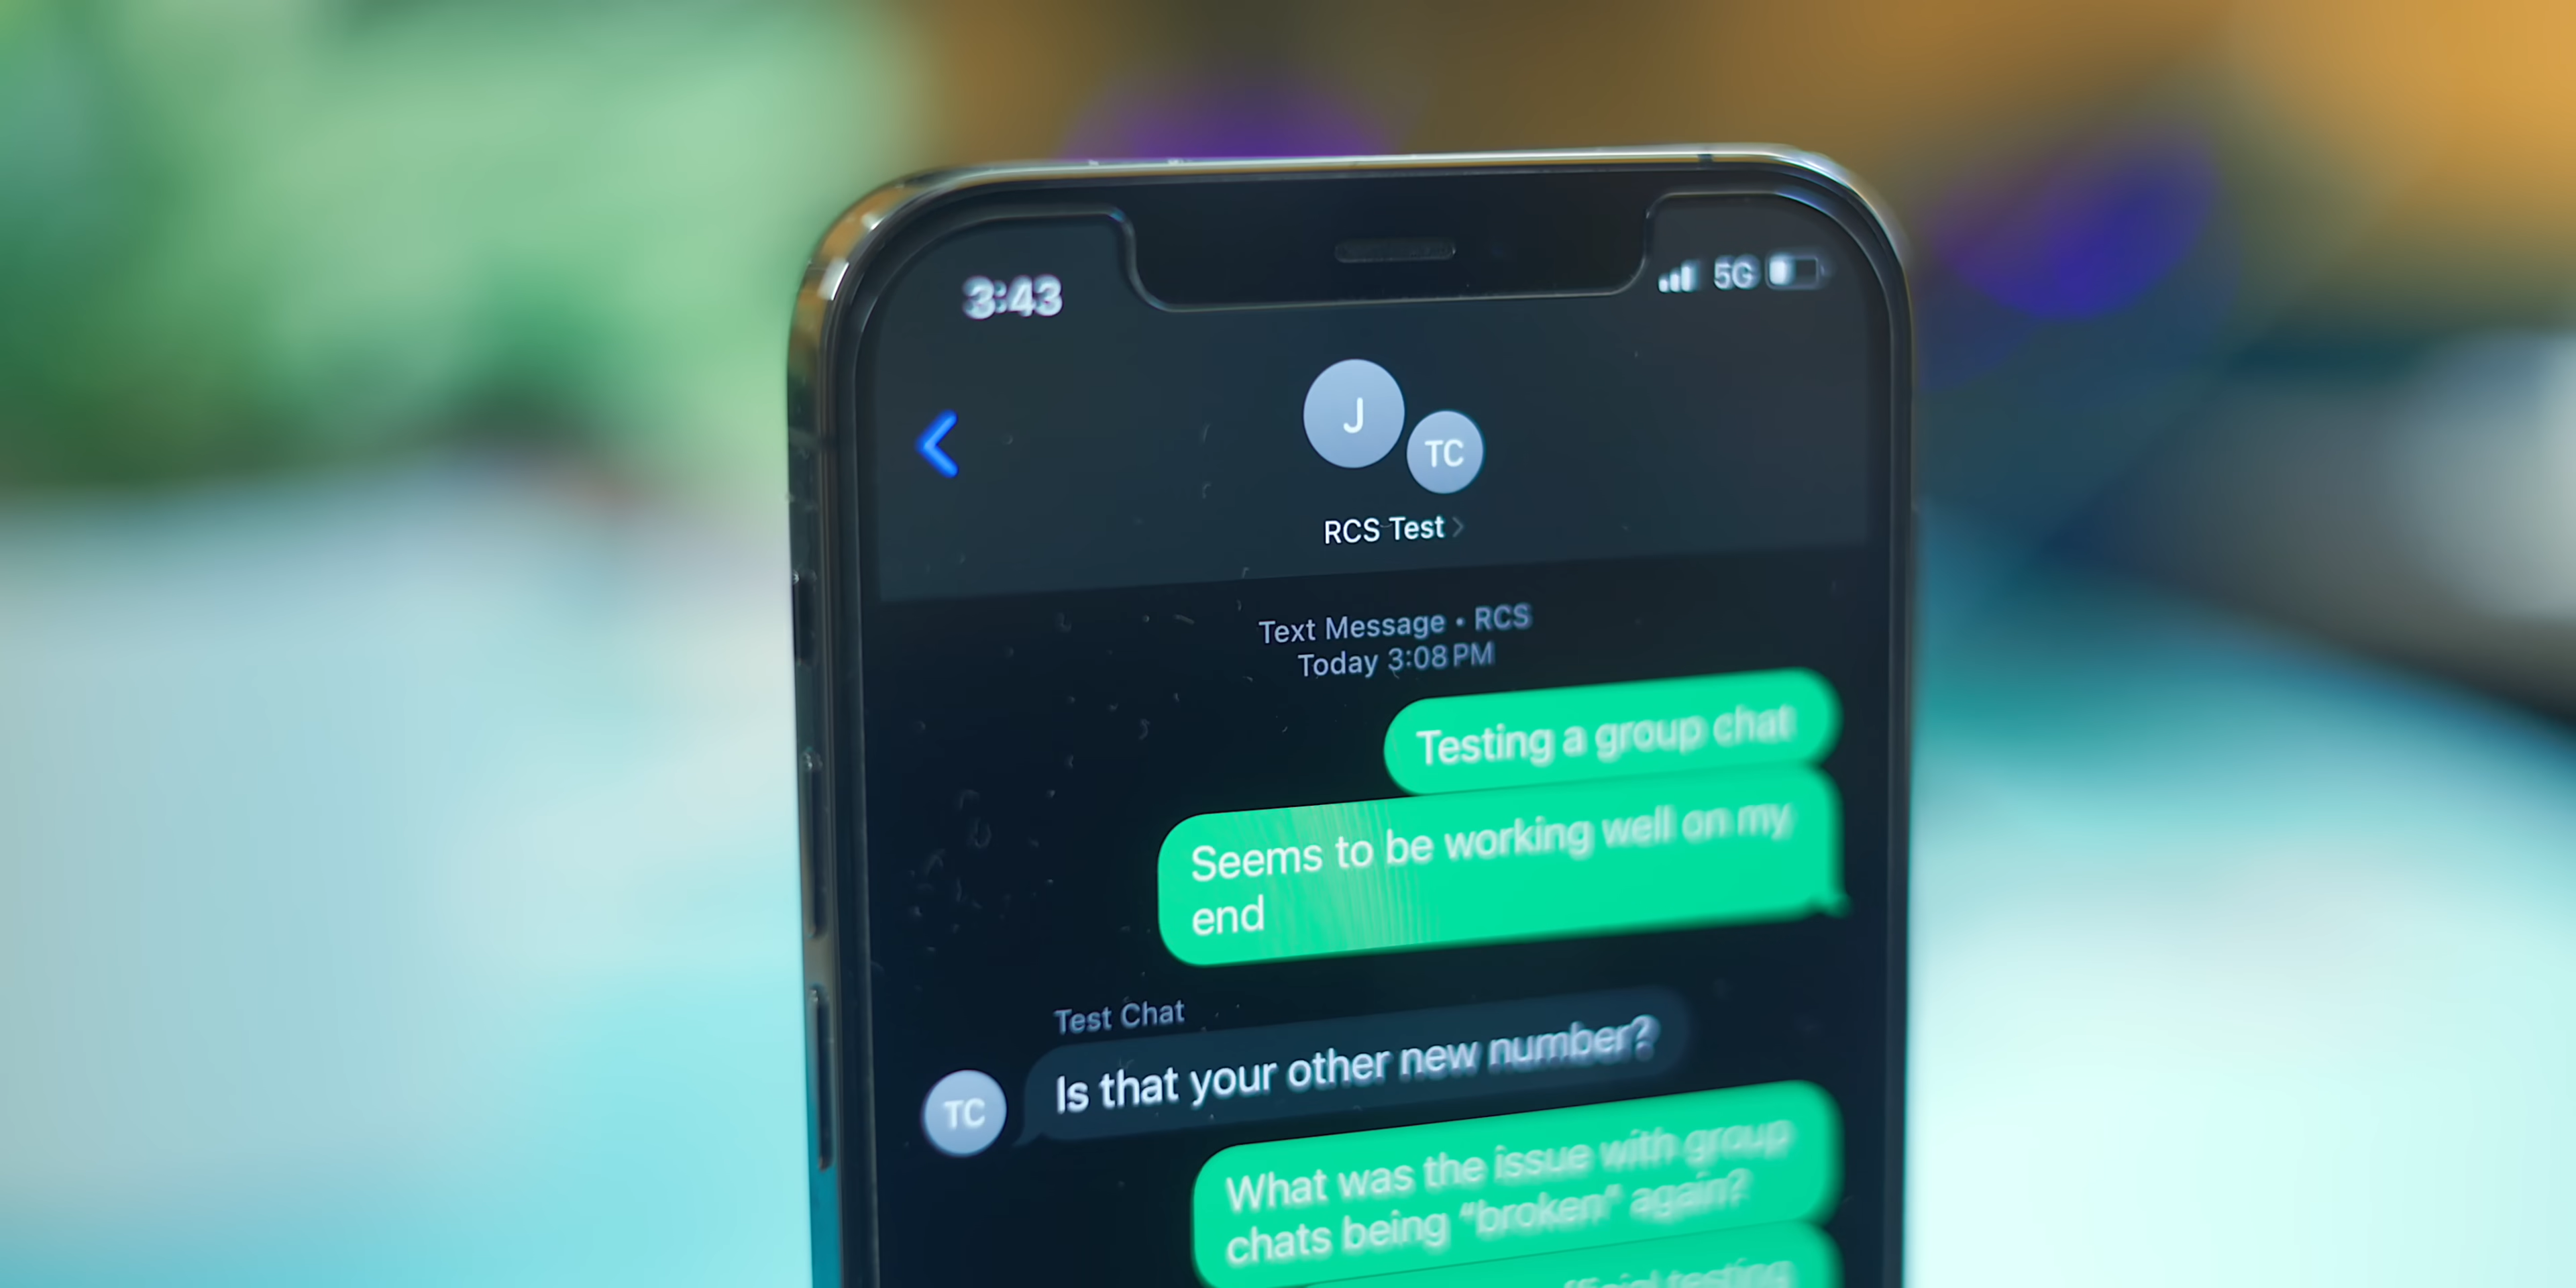 3:43
5G
J
TC
RCS Test
Text Message • RCS
Today 3:08 PM
Testing a group chat
Seems to be working well on my
end
Test Chat
TC
Is that your other new number?
What was the issue with group
chats being “broken” again?
testing